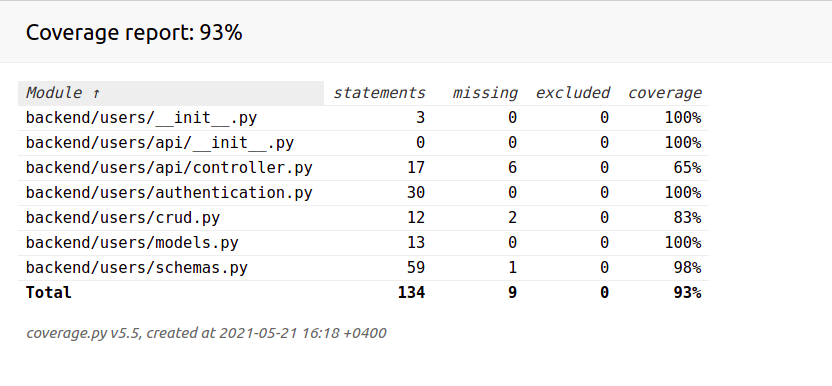 Coverage report: 93%
Module ↑ statements missing excluded coverage
backend/users/__init__.py 3 0 0 100%
backend/users/api/__init__.py 0 0 0 100%
backend/users/api/controller.py 17 6 0 65%
backend/users/authentication.py 30 0 0 100%
backend/users/crud.py 12 2 0 83%
backend/users/models.py 13 0 0 100%
backend/users/schemas.py 59 1 0 98%
Total 134 9 0 93%
coverage.py v5.5, created at 2021-05-21 16:18 +0400